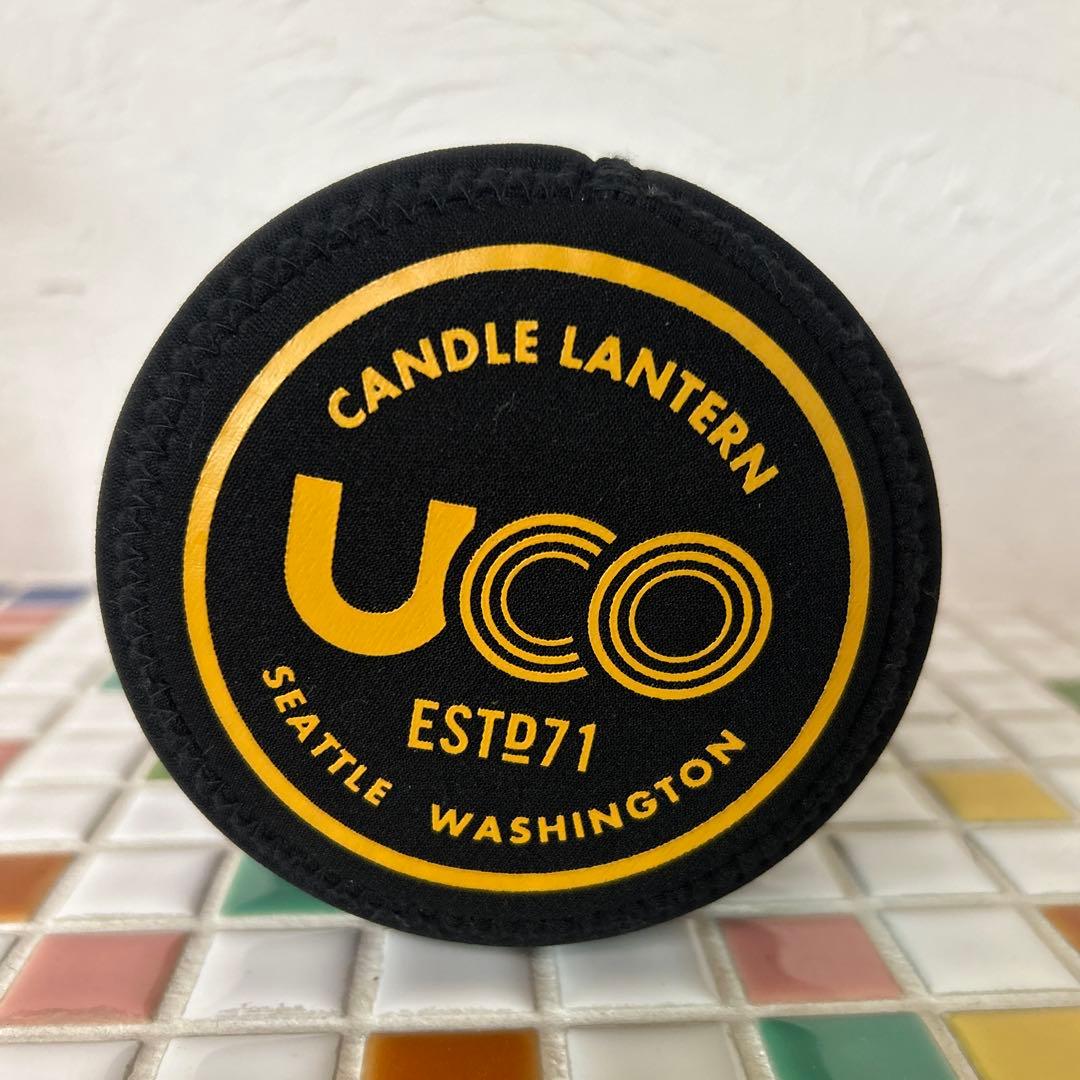 CANDLE LANTERN
UCO
ESTD71
SEATTLE WASHINGTON